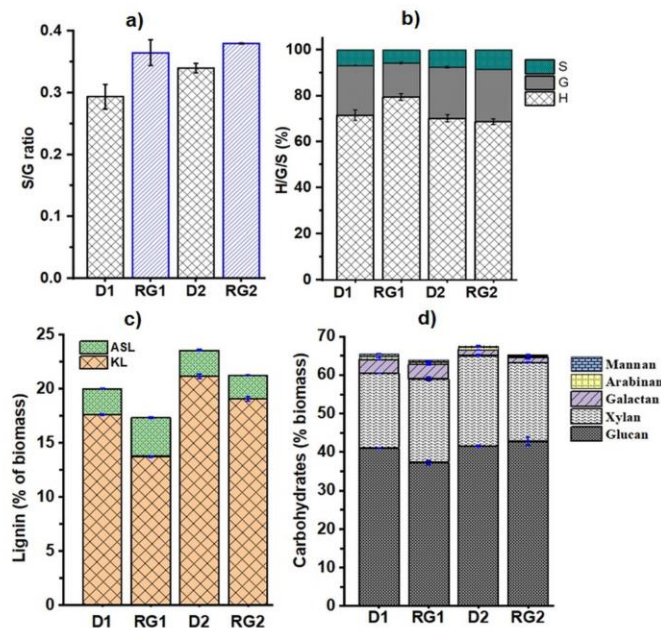 a)
S/G ratio
0.4
0.3
0.2
0.1
0.0
D1 RG1 D2 RG2
b)
H/G/S (%)
100
80
60
40
20
0
D1 RG1 D2 RG2
S
G
H
c)
Lignin (% of biomass)
25
20
15
10
5
0
ASL
KL
D1 RG1 D2 RG2
d)
Carbohydrates (% biomass)
70
60
50
40
30
20
10
0
D1 RG1 D2 RG2
Mannan
Arabinan
Galactan
Xylan
Glucan